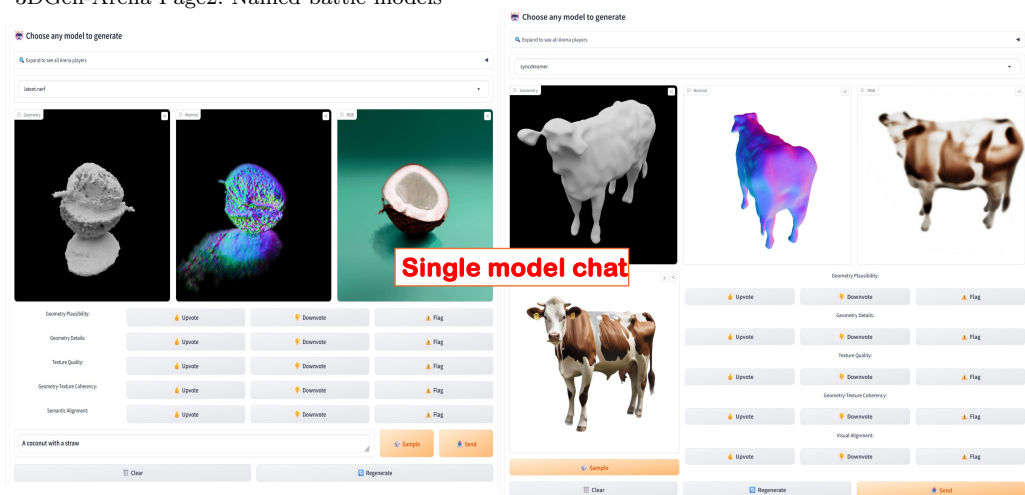 3DGen-Arena Page2: Named battle models
Choose any model to generate
Expand to see all Arena players
latent-nerf
Geometry
Normal
RGB
Geometry Plausibility:
Upvote
Downvote
Flag
Geometry Details:
Upvote
Downvote
Flag
Texture Quality:
Upvote
Downvote
Flag
Geometry-Texture Coherency:
Upvote
Downvote
Flag
Semantic Alignment:
Upvote
Downvote
Flag
A coconut with a straw
Sample
Send
Clear
Regenerate
Single model chat
Choose any model to generate
Expand to see all Arena players
syncdreamer
Geometry
Normal
RGB
Geometry Plausibility:
Upvote
Downvote
Flag
Geometry Details:
Upvote
Downvote
Flag
Texture Quality:
Upvote
Downvote
Flag
Geometry-Texture Coherency:
Upvote
Downvote
Flag
Visual Alignment:
Upvote
Downvote
Flag
Sample
Clear
Regenerate
Send